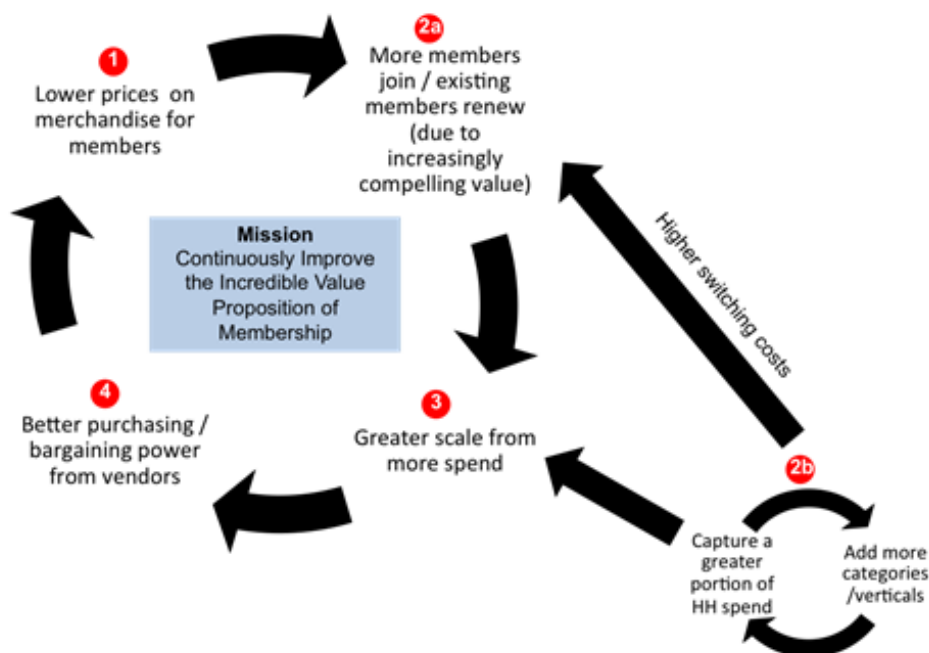 1
Lower prices on
merchandise for
members
2a
More members
join / existing
members renew
(due to
increasingly
compelling value)
Mission
Continuously Improve
the Incredible Value
Proposition of
Membership
Higher switching costs
4
Better purchasing /
bargaining power
from vendors
3
Greater scale from
more spend
2b
Capture a
greater
portion of
HH spend
Add more
categories
/verticals